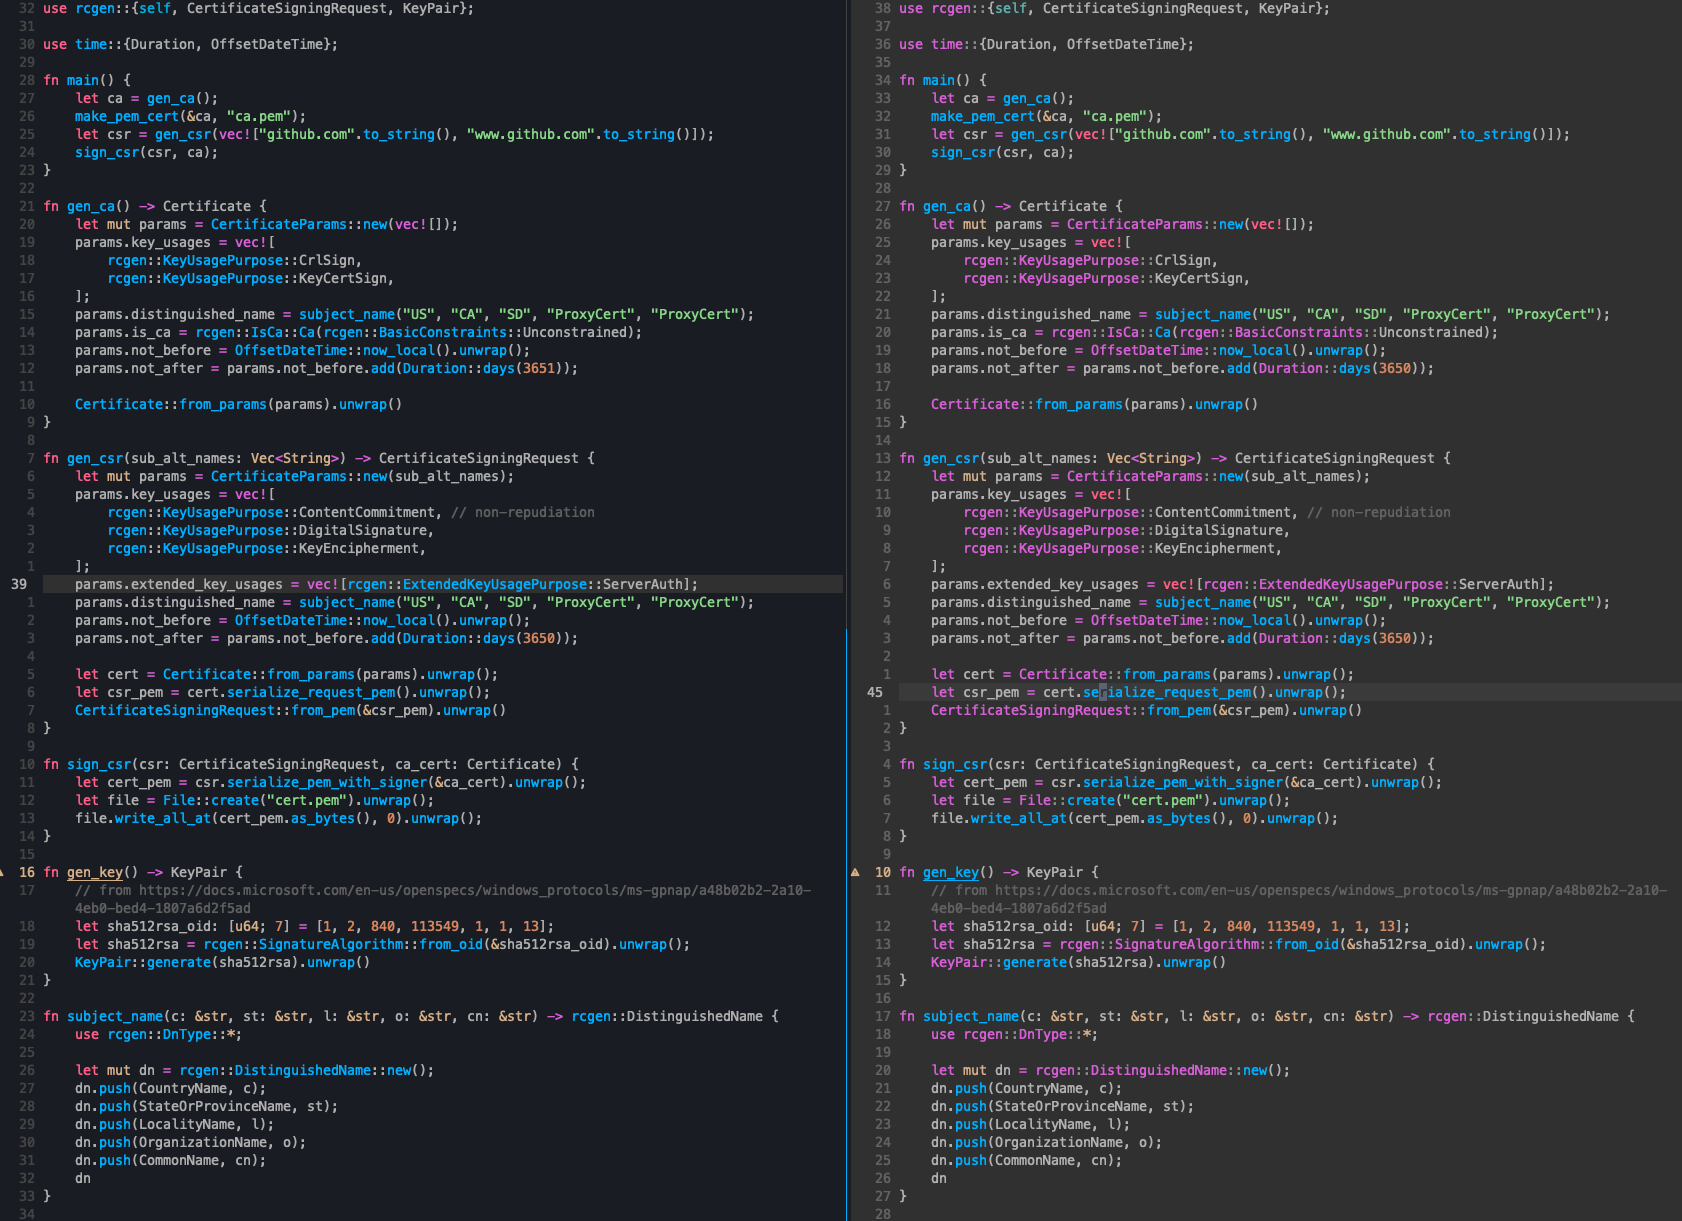 32 use rcgen::{self, CertificateSigningRequest, KeyPair};
31
30 use time::{Duration, OffsetDateTime};
29
28 fn main() {
27     let ca = gen_ca();
26     make_pem_cert(&ca, "ca.pem");
25     let csr = gen_csr(vec!["github.com".to_string(), "www.github.com".to_string()]);
24     sign_csr(csr, ca);
23 }
22
21 fn gen_ca() -> Certificate {
20     let mut params = CertificateParams::new(vec![]);
19     params.key_usages = vec![
18         rcgen::KeyUsagePurpose::CrlSign,
17         rcgen::KeyUsagePurpose::KeyCertSign,
16     ];
15     params.distinguished_name = subject_name("US", "CA", "SD", "ProxyCert", "ProxyCert");
14     params.is_ca = rcgen::IsCa::Ca(rcgen::BasicConstraints::Unconstrained);
13     params.not_before = OffsetDateTime::now_local().unwrap();
12     params.not_after = params.not_before.add(Duration::days(3651));
11
10     Certificate::from_params(params).unwrap()
9 }
8
7 fn gen_csr(sub_alt_names: Vec<String>) -> CertificateSigningRequest {
6     let mut params = CertificateParams::new(sub_alt_names);
5     params.key_usages = vec![
4         rcgen::KeyUsagePurpose::ContentCommitment, // non-repudiation
3         rcgen::KeyUsagePurpose::DigitalSignature,
2         rcgen::KeyUsagePurpose::KeyEncipherment,
1     ];
39     params.extended_key_usages = vec![rcgen::ExtendedKeyUsagePurpose::ServerAuth];
1     params.distinguished_name = subject_name("US", "CA", "SD", "ProxyCert", "ProxyCert");
2     params.not_before = OffsetDateTime::now_local().unwrap();
3     params.not_after = params.not_before.add(Duration::days(3650));
4
5     let cert = Certificate::from_params(params).unwrap();
6     let csr_pem = cert.serialize_request_pem().unwrap();
7     CertificateSigningRequest::from_pem(&csr_pem).unwrap()
8 }
9
10 fn sign_csr(csr: CertificateSigningRequest, ca_cert: Certificate) {
11     let cert_pem = csr.serialize_pem_with_signer(&ca_cert).unwrap();
12     let file = File::create("cert.pem").unwrap();
13     file.write_all_at(cert_pem.as_bytes(), 0).unwrap();
14 }
15
16 fn gen_key() -> KeyPair {
17     // from https://docs.microsoft.com/en-us/openspecs/windows_protocols/ms-gpnap/a48b02b2-2a10-
4eb0-bed4-1807a6d2f5ad
18     let sha512rsa_oid: [u64; 7] = [1, 2, 840, 113549, 1, 1, 13];
19     let sha512rsa = rcgen::SignatureAlgorithm::from_oid(&sha512rsa_oid).unwrap();
20     KeyPair::generate(sha512rsa).unwrap()
21 }
22
23 fn subject_name(c: &str, st: &str, l: &str, o: &str, cn: &str) -> rcgen::DistinguishedName {
24     use rcgen::DnType::*;
25
26     let mut dn = rcgen::DistinguishedName::new();
27     dn.push(CountryName, c);
28     dn.push(StateOrProvinceName, st);
29     dn.push(LocalityName, l);
30     dn.push(OrganizationName, o);
31     dn.push(CommonName, cn);
32     dn
33 }
34
38 use rcgen::{self, CertificateSigningRequest, KeyPair};
37
36 use time::{Duration, OffsetDateTime};
35
34 fn main() {
33     let ca = gen_ca();
32     make_pem_cert(&ca, "ca.pem");
31     let csr = gen_csr(vec!["github.com".to_string(), "www.github.com".to_string()]);
30     sign_csr(csr, ca);
29 }
28
27 fn gen_ca() -> Certificate {
26     let mut params = CertificateParams::new(vec![]);
25     params.key_usages = vec![
24         rcgen::KeyUsagePurpose::CrlSign,
23         rcgen::KeyUsagePurpose::KeyCertSign,
22     ];
21     params.distinguished_name = subject_name("US", "CA", "SD", "ProxyCert", "ProxyCert");
20     params.is_ca = rcgen::IsCa::Ca(rcgen::BasicConstraints::Unconstrained);
19     params.not_before = OffsetDateTime::now_local().unwrap();
18     params.not_after = params.not_before.add(Duration::days(3650));
17
16     Certificate::from_params(params).unwrap()
15 }
14
13 fn gen_csr(sub_alt_names: Vec<String>) -> CertificateSigningRequest {
12     let mut params = CertificateParams::new(sub_alt_names);
11     params.key_usages = vec![
10         rcgen::KeyUsagePurpose::ContentCommitment, // non-repudiation
9         rcgen::KeyUsagePurpose::DigitalSignature,
8         rcgen::KeyUsagePurpose::KeyEncipherment,
7     ];
6     params.extended_key_usages = vec![rcgen::ExtendedKeyUsagePurpose::ServerAuth];
5     params.distinguished_name = subject_name("US", "CA", "SD", "ProxyCert", "ProxyCert");
4     params.not_before = OffsetDateTime::now_local().unwrap();
3     params.not_after = params.not_before.add(Duration::days(3650));
2
1     let cert = Certificate::from_params(params).unwrap();
45     let csr_pem = cert.serialize_request_pem().unwrap();
1     CertificateSigningRequest::from_pem(&csr_pem).unwrap()
2 }
3
4 fn sign_csr(csr: CertificateSigningRequest, ca_cert: Certificate) {
5     let cert_pem = csr.serialize_pem_with_signer(&ca_cert).unwrap();
6     let file = File::create("cert.pem").unwrap();
7     file.write_all_at(cert_pem.as_bytes(), 0).unwrap();
8 }
9
10 fn gen_key() -> KeyPair {
11     // from https://docs.microsoft.com/en-us/openspecs/windows_protocols/ms-gpnap/a48b02b2-2a10-
4eb0-bed4-1807a6d2f5ad
12     let sha512rsa_oid: [u64; 7] = [1, 2, 840, 113549, 1, 1, 13];
13     let sha512rsa = rcgen::SignatureAlgorithm::from_oid(&sha512rsa_oid).unwrap();
14     KeyPair::generate(sha512rsa).unwrap()
15 }
16
17 fn subject_name(c: &str, st: &str, l: &str, o: &str, cn: &str) -> rcgen::DistinguishedName {
18     use rcgen::DnType::*;
19
20     let mut dn = rcgen::DistinguishedName::new();
21     dn.push(CountryName, c);
22     dn.push(StateOrProvinceName, st);
23     dn.push(LocalityName, l);
24     dn.push(OrganizationName, o);
25     dn.push(CommonName, cn);
26     dn
27 }
28